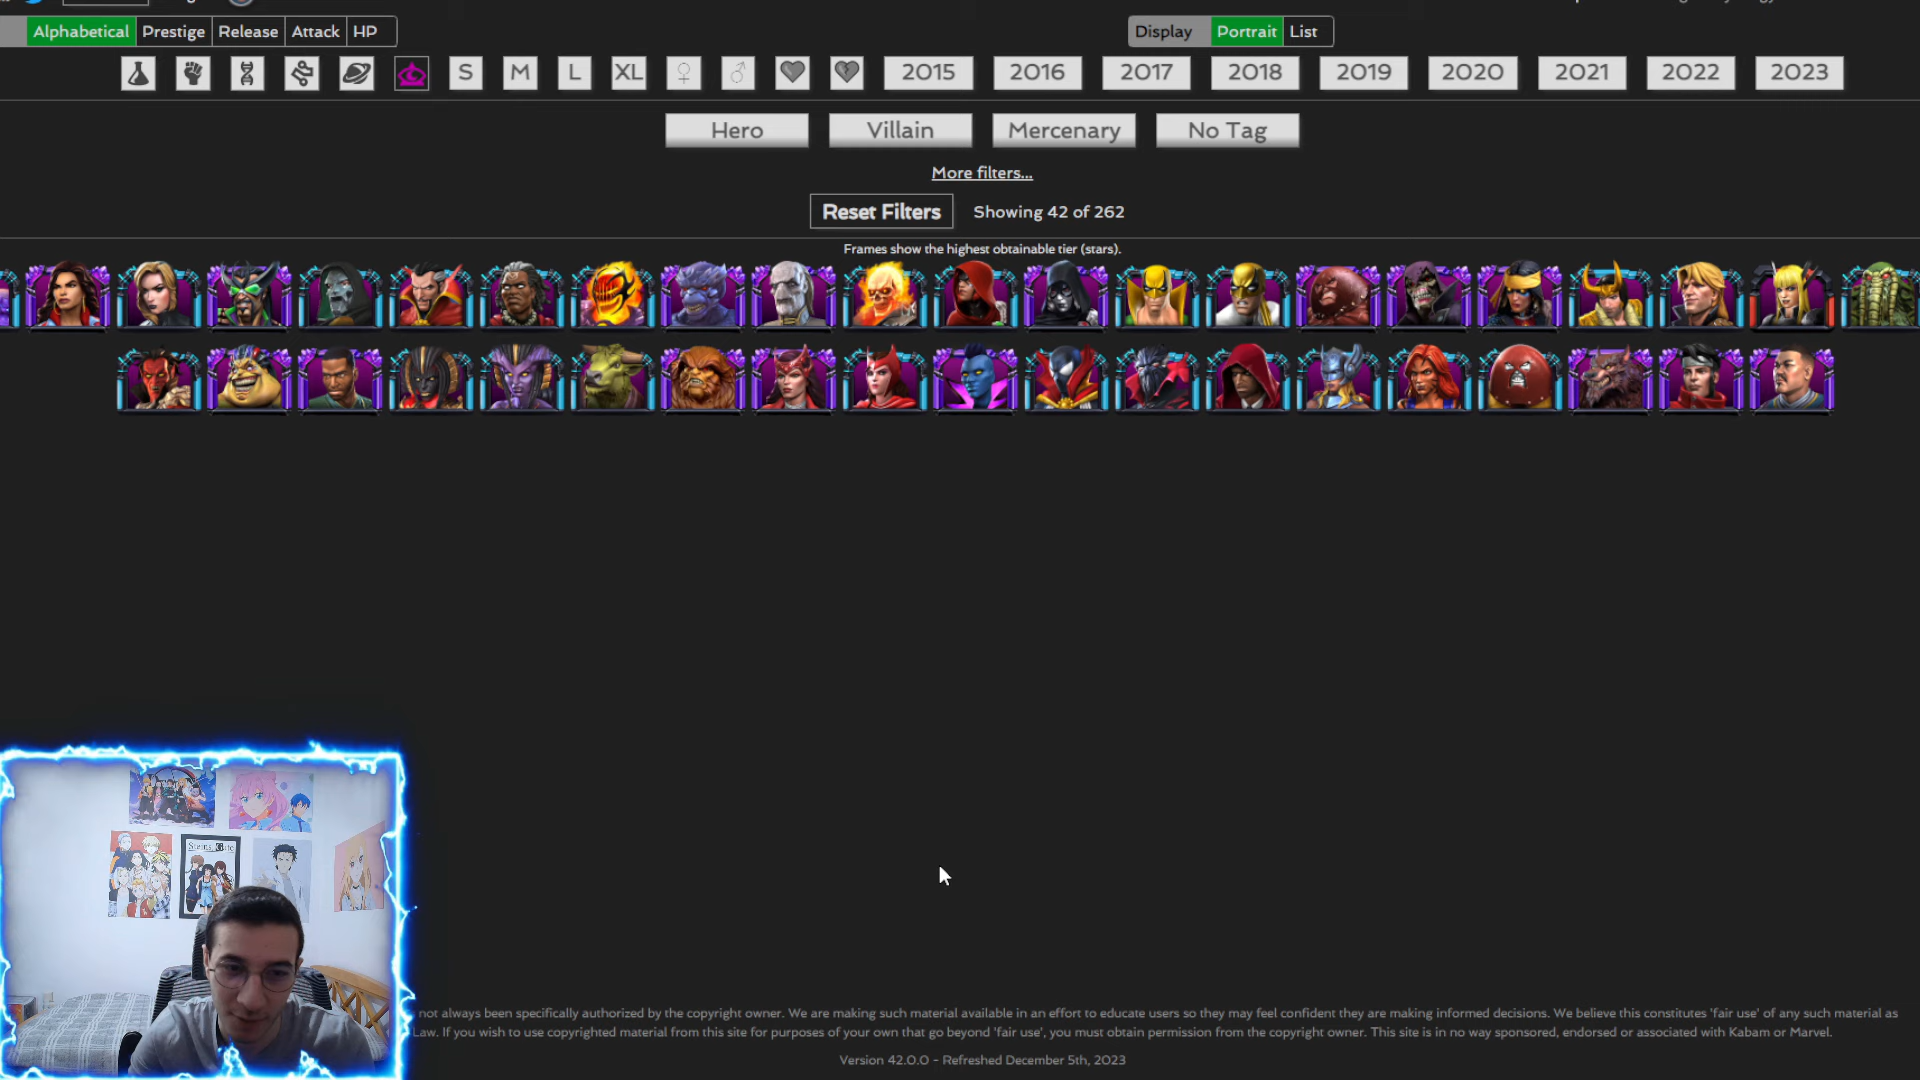 Alphabetical Prestige Release Attack HP
Display Portrait List
S M L XL ♀ ♂ 2015 2016 2017 2018 2019 2020 2021 2022 2023
Hero Villain Mercenary No Tag
More filters...
Reset Filters Showing 42 of 262
Frames show the highest obtainable tier (stars).
Steins;Gate
not always been specifically authorized by the copyright owner. We are making such material available in an effort to educate users so they may feel confident they are making informed decisions. We believe this constitutes 'fair use' of any such material as
Law. If you wish to use copyrighted material from this site for purposes of your own that go beyond 'fair use', you must obtain permission from the copyright owner. This site is in no way sponsored, endorsed or associated with Kabam or Marvel.
Version 42.0.0 - Refreshed December 5th, 2023